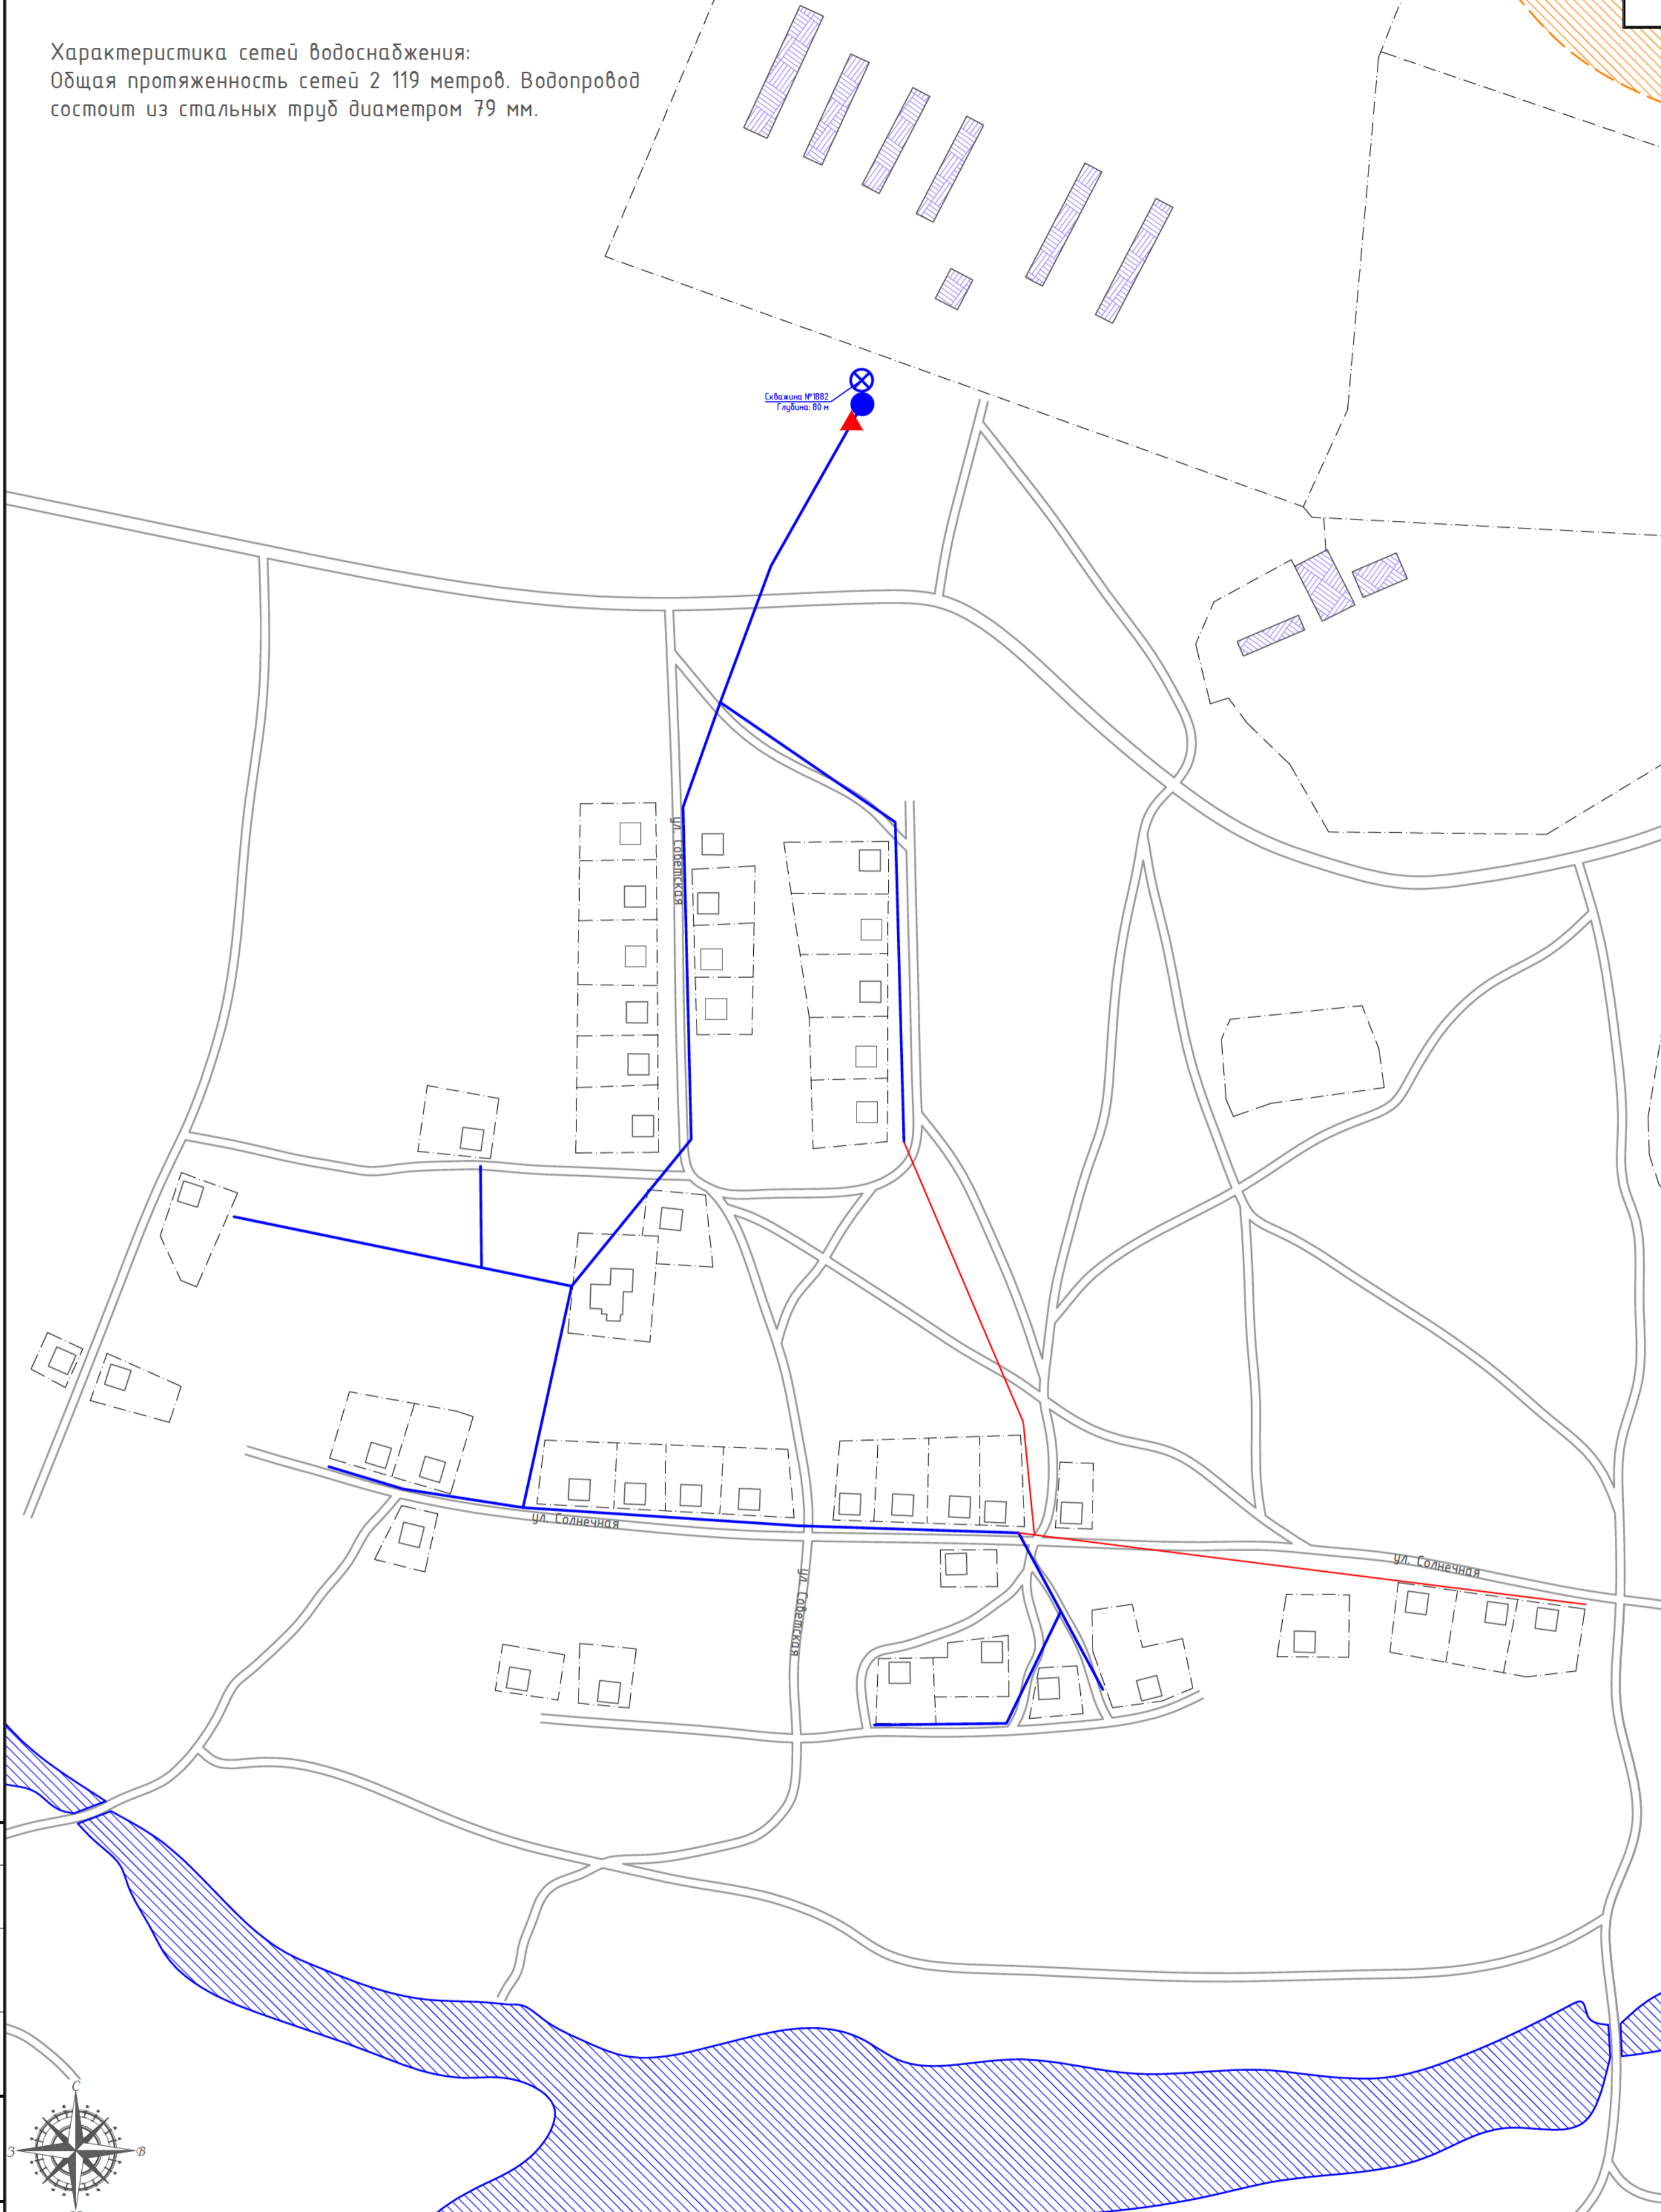 Характеристика сетей водоснабжения:
Общая протяженность сетей 2 119 метров. Водопровод
состоит из стальных труб диаметром 79 мм.
Скважина №1882
Глубина: 80 м
ул. Советская
ул. Солнечная
ул. Солнечная
ул. Советская
С
З
В